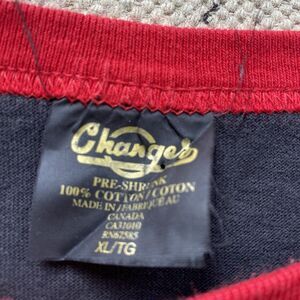 Changes
PRE-SHRUNK
100% COTTON/COTON
MADE IN/FABRIQUÉ AU
CANADA
CA31010
RN67585
XL/TG